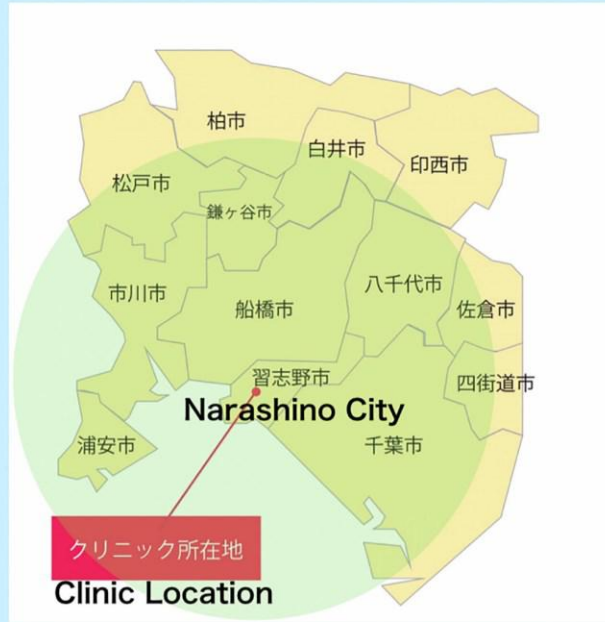 柏市
白井市
印西市
松戸市
鎌ヶ谷市
八千代市
市川市
船橋市
佐倉市
習志野市
四街道市
Narashino City
浦安市
千葉市
クリニック所在地
Clinic Location